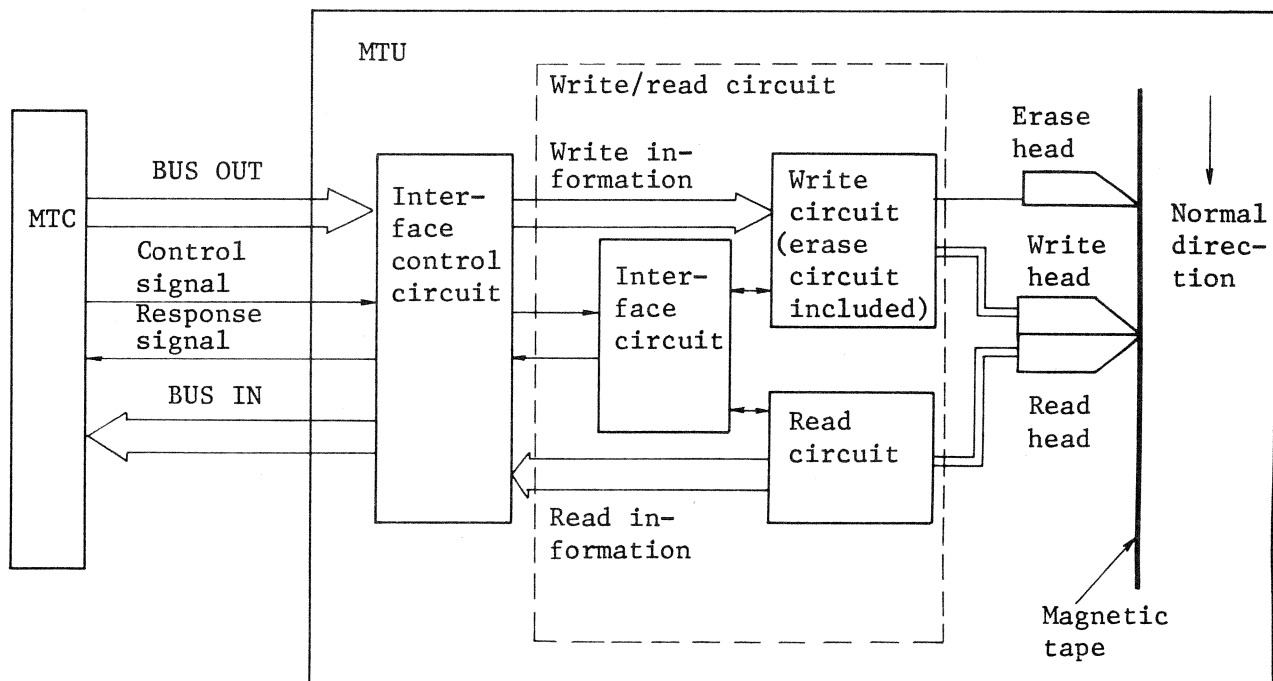 MTU
Write/read circuit
MTC
BUS OUT
Control
signal
Response
signal
BUS IN
Inter-
face
control
circuit
Write in-
formation
Inter-
face
circuit
Write
circuit
(erase
circuit
included)
Read
circuit
Read in-
formation
Erase
head
Write
head
Read
head
Normal
direc-
tion
Magnetic
tape